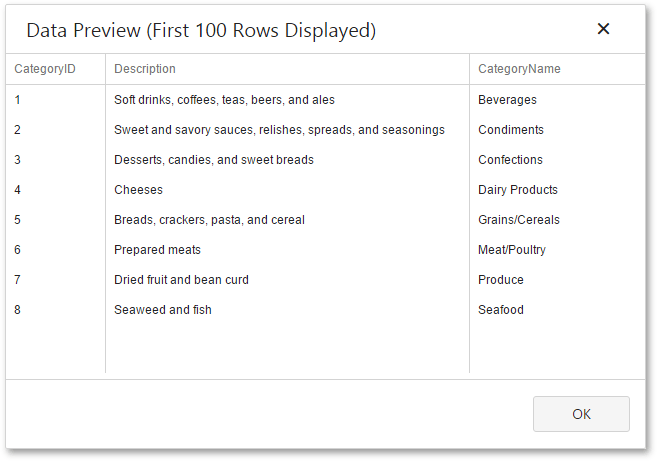 Data Preview (First 100 Rows Displayed) ✕
CategoryID Description CategoryName
1 Soft drinks, coffees, teas, beers, and ales Beverages
2 Sweet and savory sauces, relishes, spreads, and seasonings Condiments
3 Desserts, candies, and sweet breads Confections
4 Cheeses Dairy Products
5 Breads, crackers, pasta, and cereal Grains/Cereals
6 Prepared meats Meat/Poultry
7 Dried fruit and bean curd Produce
8 Seaweed and fish Seafood
OK